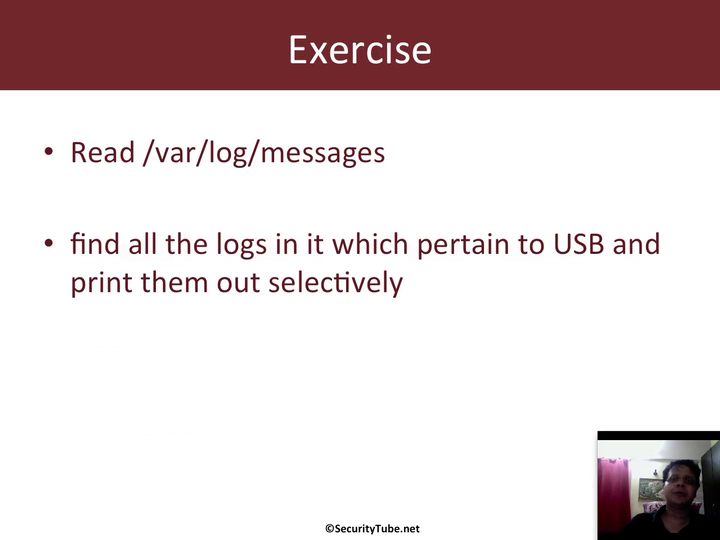 Exercise
• Read /var/log/messages
• find all the logs in it which pertain to USB and
print them out selectively
©SecurityTube.net